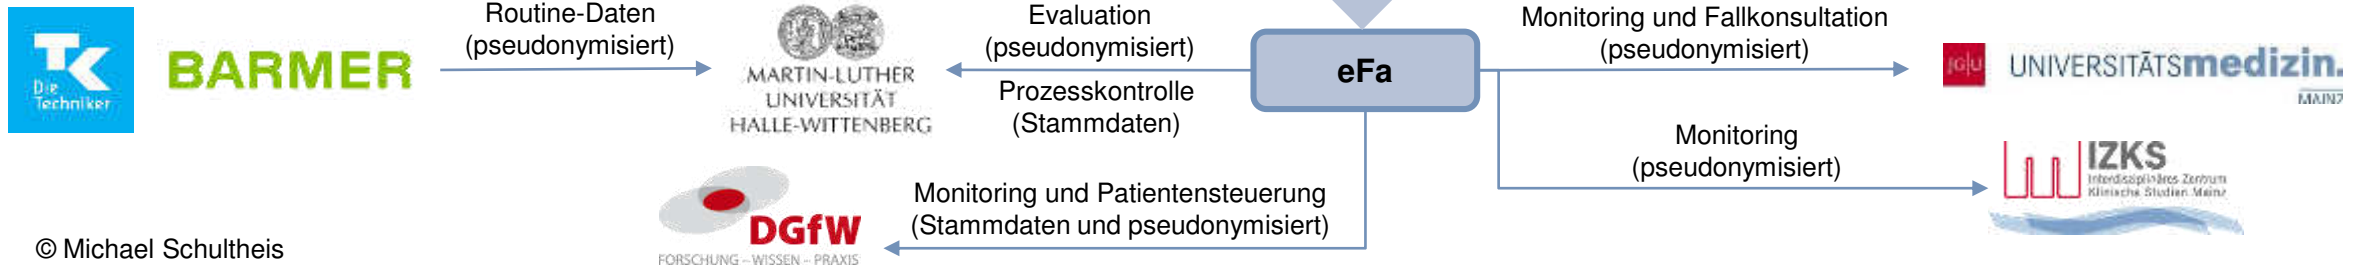 Routine-Daten
(pseudonymisiert)
TK
Die
Techniker
BARMER
MARTIN-LUTHER
UNIVERSITÄT
HALLE-WITTENBERG
Evaluation
(pseudonymisiert)
Prozesskontrolle
(Stammdaten)
eFa
Monitoring und Fallkonsultation
(pseudonymisiert)
JG|U
UNIVERSITÄTSmedizin.
MAINZ
Monitoring
(pseudonymisiert)
IZKS
Interdisziplinäres Zentrum
Klinische Studien Mainz
Monitoring und Patientensteuerung
(Stammdaten und pseudonymisiert)
DGfW
FORSCHUNG – WISSEN – PRAXIS
© Michael Schultheis